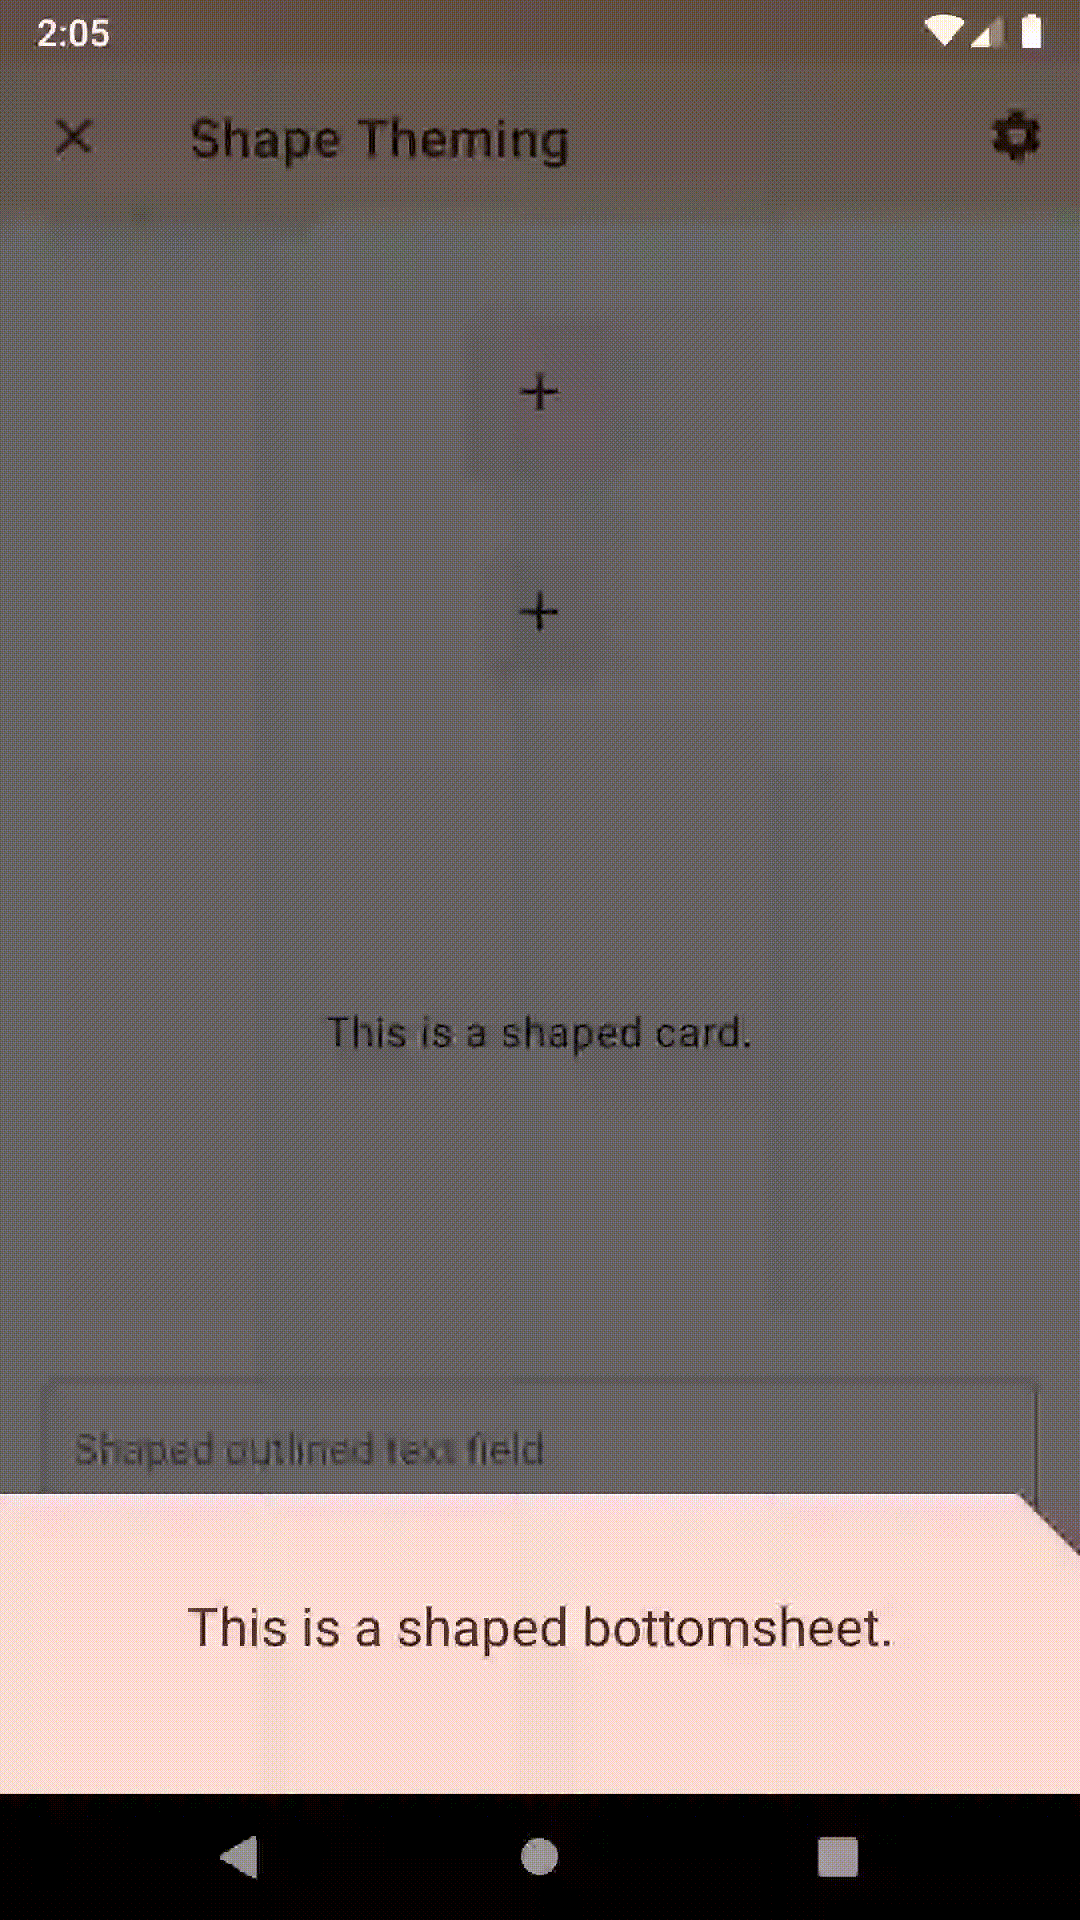 2:05
Shape Theming
This is a shaped card.
Shaped outlined text field
This is a shaped bottomsheet.